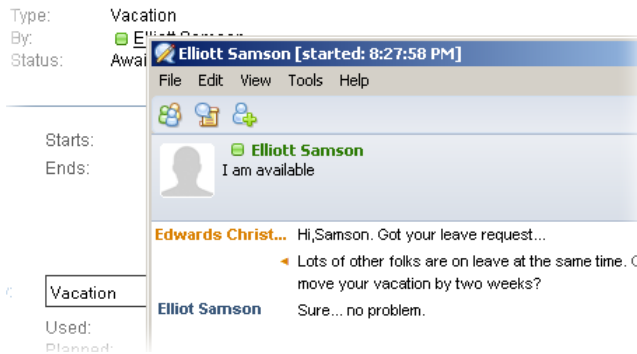 Type: Vacation
By:
Status: Awai
Elliott Samson [started: 8:27:58 PM]
File Edit View Tools Help
Starts:
Ends:
Elliott Samson
I am available
Edwards Christ... Hi,Samson. Got your leave request...
Lots of other folks are on leave at the same time.
move your vacation by two weeks?
Elliot Samson Sure... no problem.
Vacation
Used:
Planned: